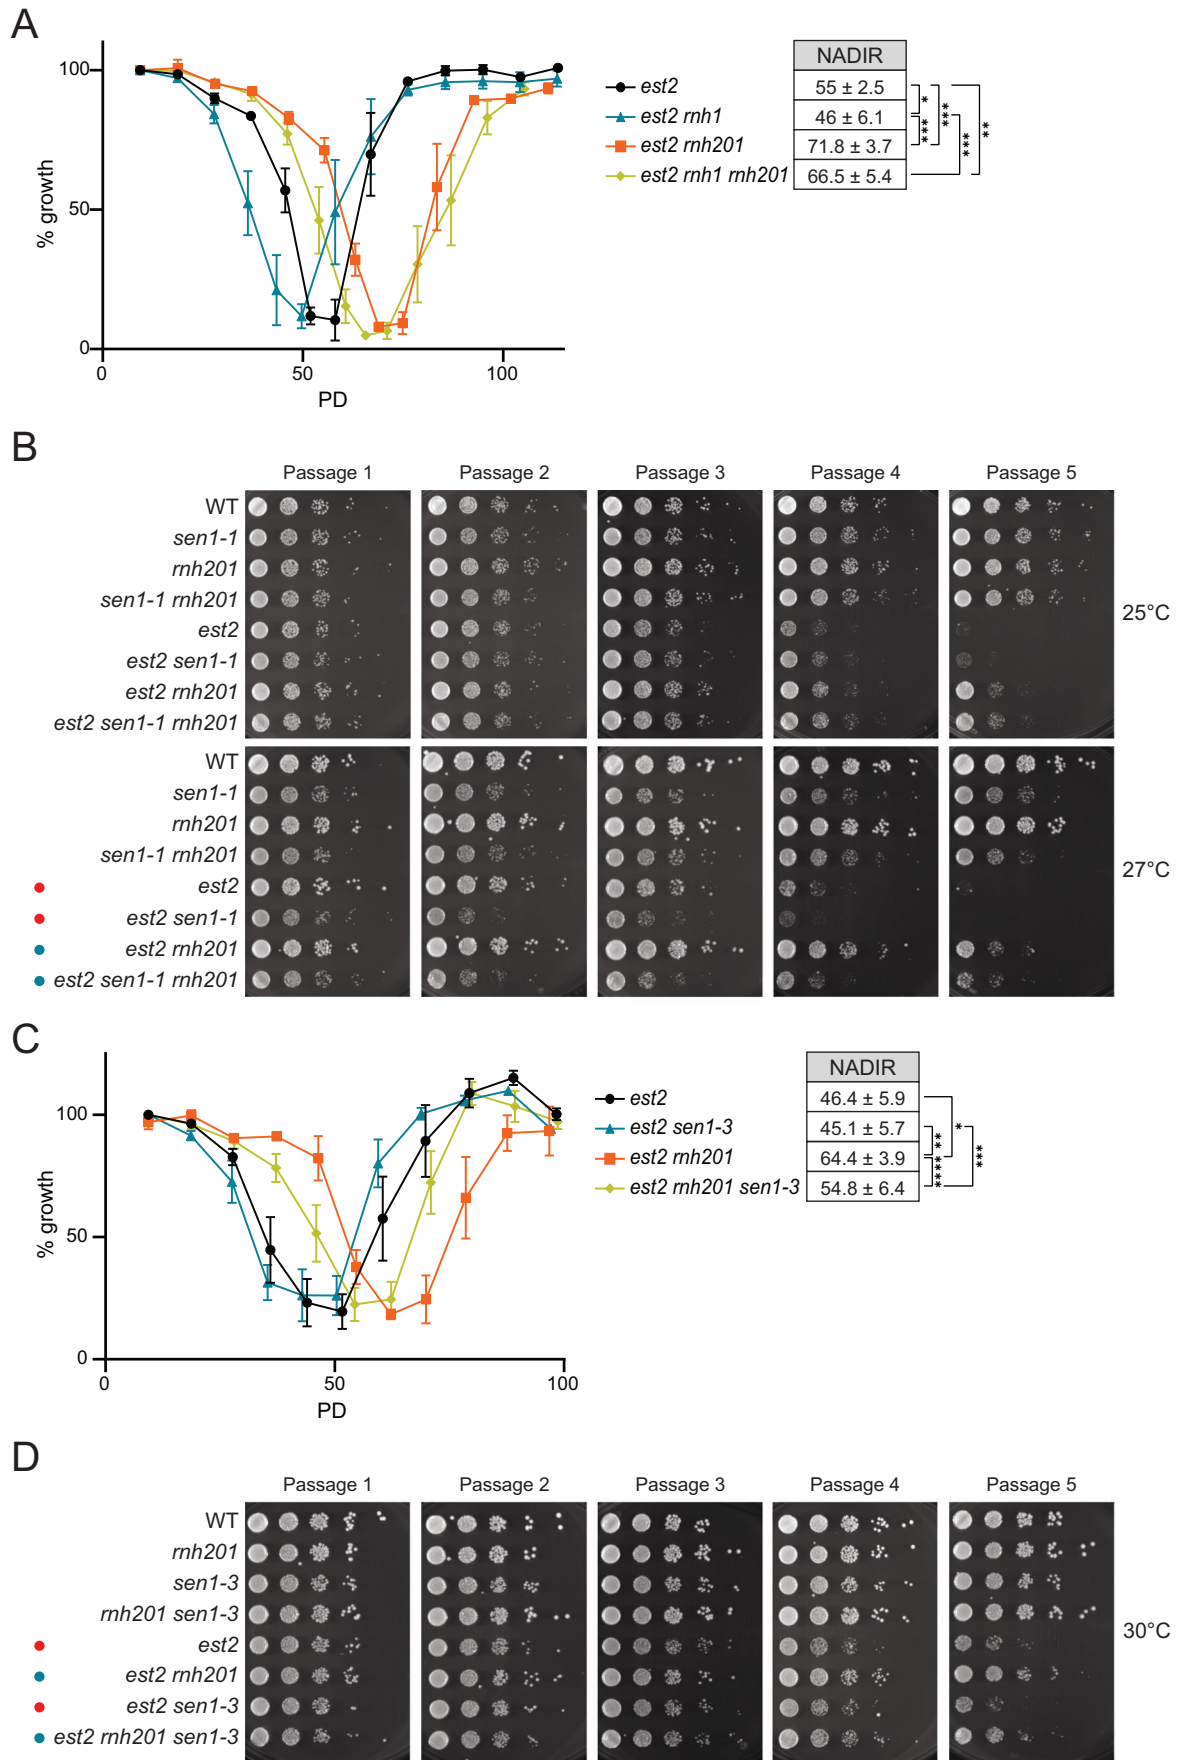 A
100
50
0
0
50
100
% growth
PD
est2
est2 rnh1
est2 rnh201
est2 rnh1 rnh201
NADIR
55 ± 2.5
46 ± 6.1
71.8 ± 3.7
66.5 ± 5.4
*
***
***
***
**
B
Passage 1 Passage 2 Passage 3 Passage 4 Passage 5
WT
sen1-1
rnh201
sen1-1 rnh201
est2
est2 sen1-1
est2 rnh201
est2 sen1-1 rnh201
25°C
WT
sen1-1
rnh201
sen1-1 rnh201
est2
est2 sen1-1
est2 rnh201
est2 sen1-1 rnh201
27°C
C
100
50
0
0
50
100
% growth
PD
est2
est2 sen1-3
est2 rnh201
est2 rnh201 sen1-3
NADIR
46.4 ± 5.9
45.1 ± 5.7
64.4 ± 3.9
54.8 ± 6.4
**
****
*
***
D
Passage 1 Passage 2 Passage 3 Passage 4 Passage 5
WT
rnh201
sen1-3
rnh201 sen1-3
est2
est2 rnh201
est2 sen1-3
est2 rnh201 sen1-3
30°C